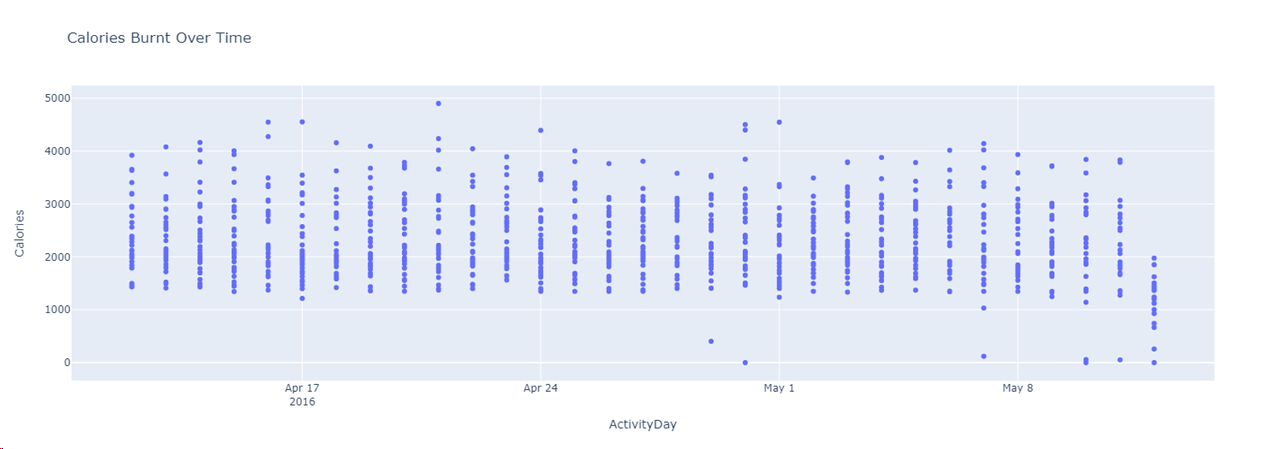 Calories Burnt Over Time
5000
4000
3000
2000
1000
0
Calories
Apr 17
2016
Apr 24
May 1
May 8
ActivityDay